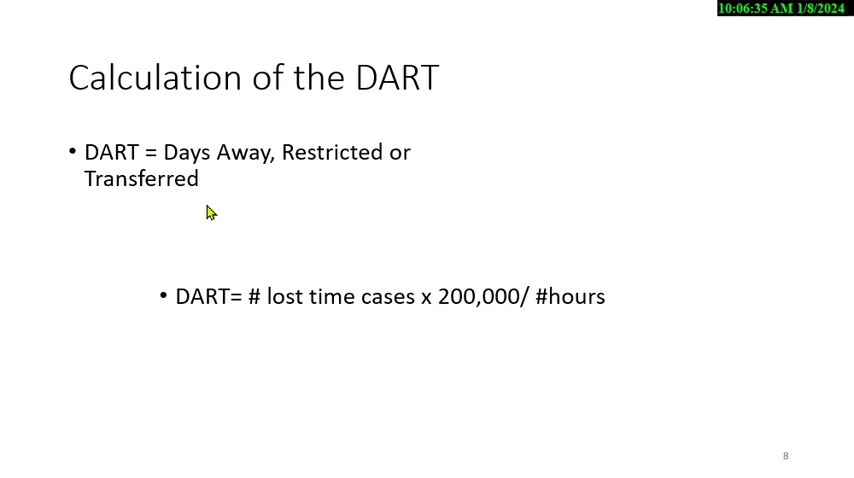 10:06:35 AM 1/8/2024
Calculation of the DART
• DART = Days Away, Restricted or
Transferred
• DART= # lost time cases x 200,000/ #hours
8